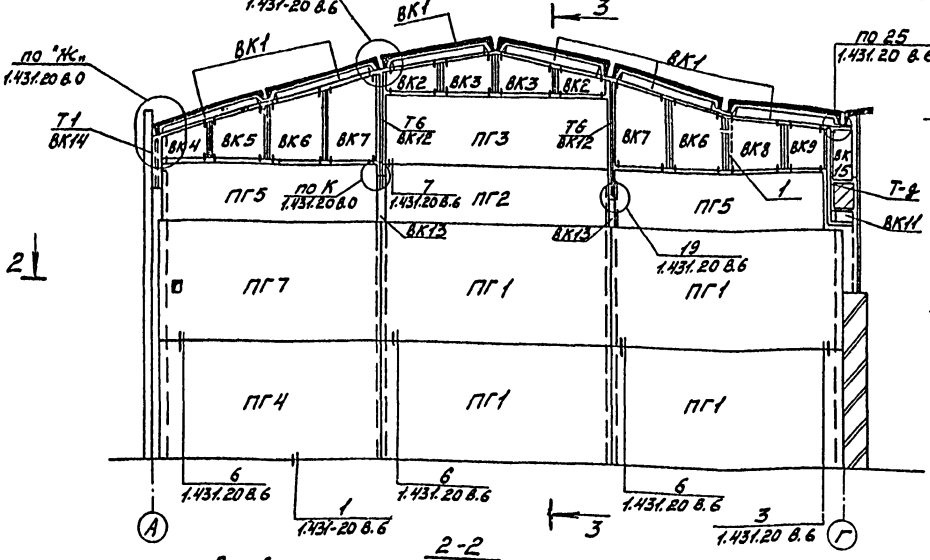 1.431-20 В.6
ВК1
3
по "Ж"
1.431.20 В.0
ВК1
ВК1
по 25
1.431.20 В.6
Т1
ВК14
ВК4
ВК5
ВК6
ВК7
Т6
ВК12
ВК2
ВК3
ВК3
ВК2
ПГ3
Т6
ВК12
ВК7
ВК6
ВК8
ВК9
ВК
15
Т-9
ВК11
1
ПГ5
по К
1.431.20 В.0
7
1.431.20 В.6
ПГ2
ПГ5
ВК13
ВК13
19
1.431.20 В.6
2
ПГ7
ПГ1
ПГ1
ПГ4
ПГ1
ПГ1
6
1.431.20 В.6
1
1.431-20 В.6
6
1.431.20 В.6
6
1.431.20 В.6
3
1.431.20 В.6
А
3
Г
2-2